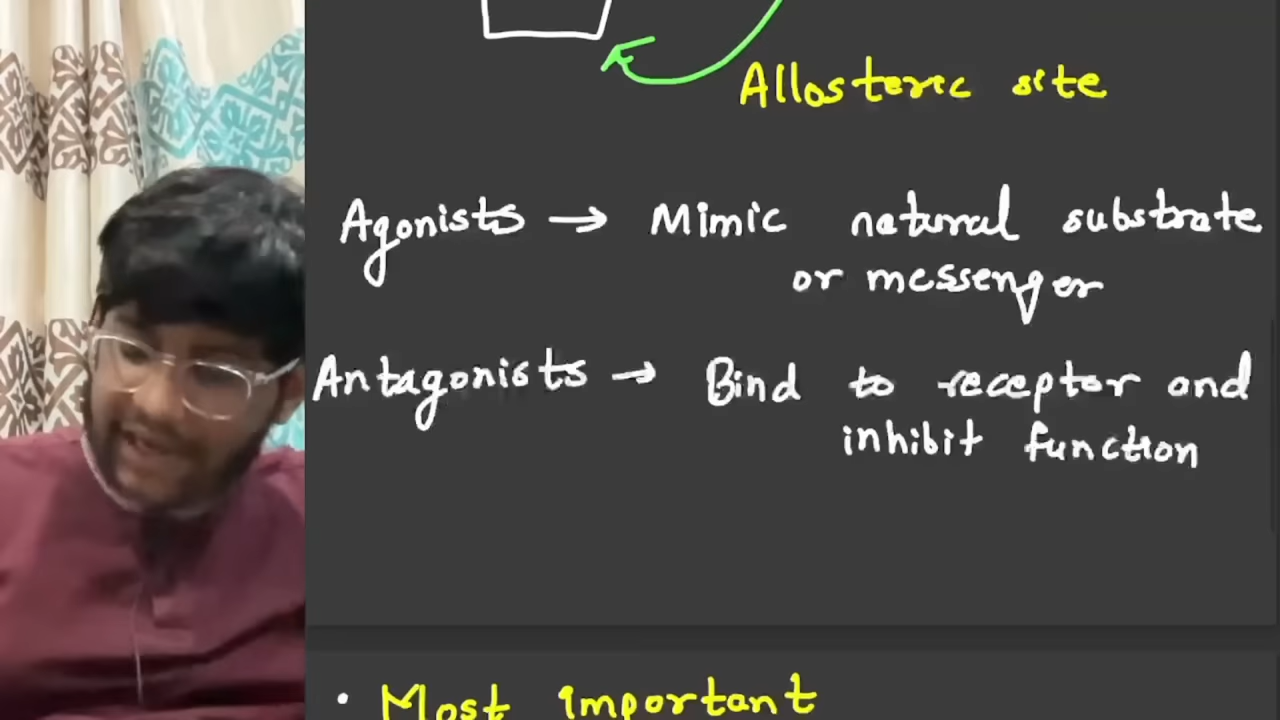 Allosteric site
Agonists → Mimic natural substrate
or messenger
Antagonists → Bind to receptor and
inhibit function
• Most important